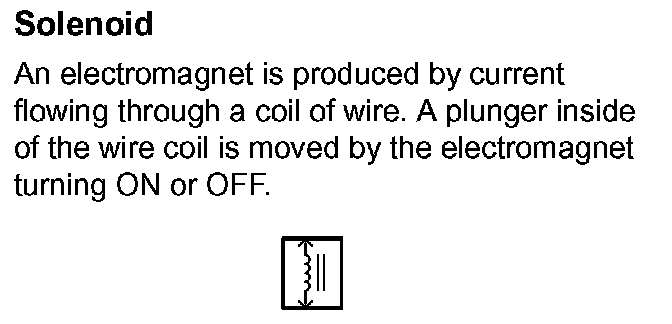 Solenoid
An electromagnet is produced by current
flowing through a coil of wire. A plunger inside
of the wire coil is moved by the electromagnet
turning ON or OFF.